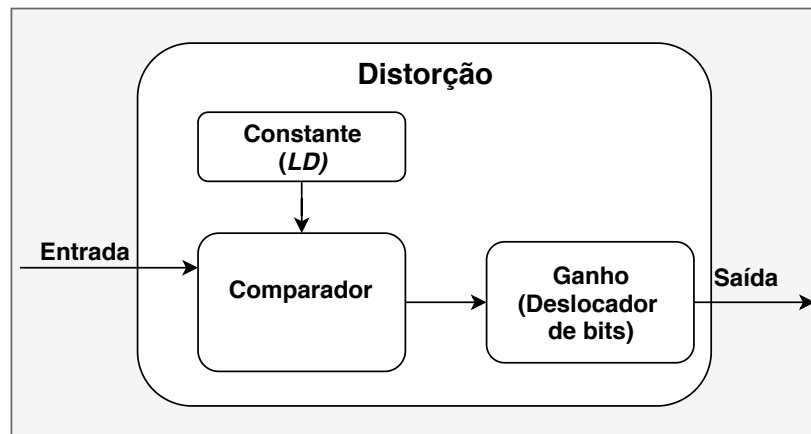 Distorção
Constante
(LD)
Entrada
Comparador
Ganho
(Deslocador
de bits)
Saída